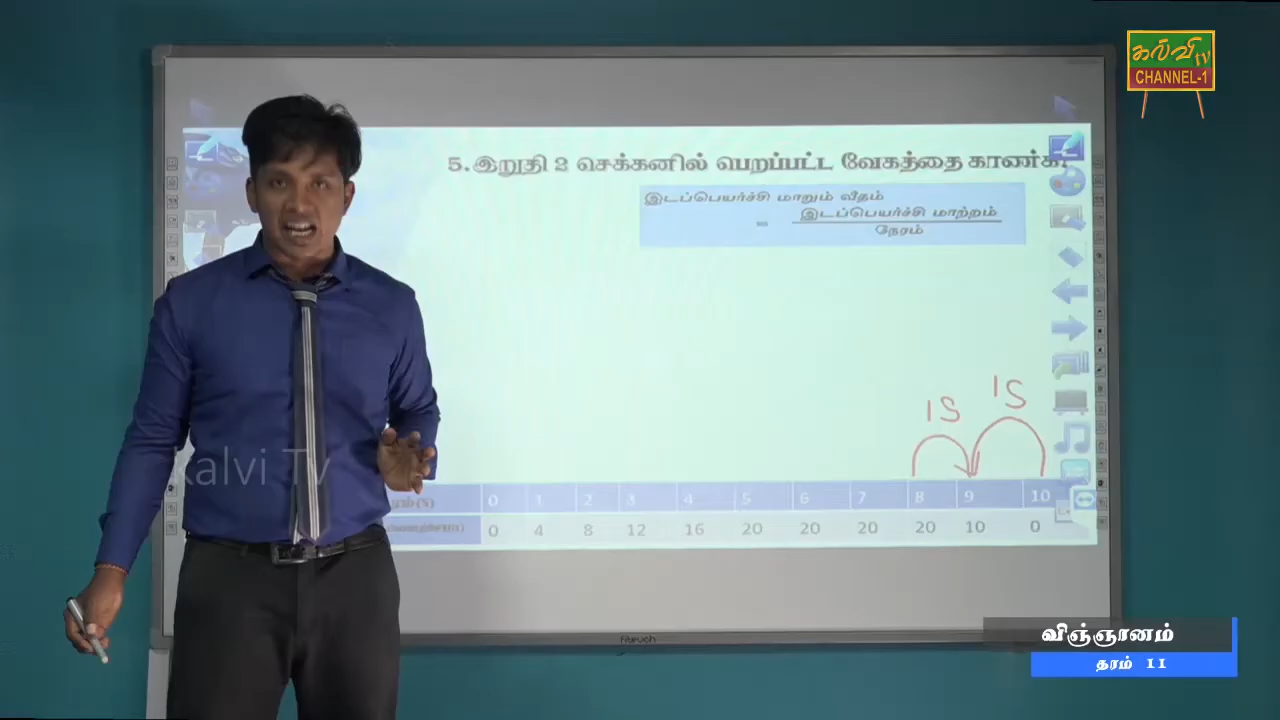 கல்வி TV
CHANNEL-1
5.இறுதி 2 செக்கனில் பெறப்பட்ட வேகத்தை காண்க.
இடப்பெயர்ச்சி மாறும் வீதம்
= இடப்பெயர்ச்சி மாற்றம்
நேரம்
1S 1S
(S) 0 1 2 3 4 5 6 7 8 9 10
0 4 8 12 16 20 20 20 20 10 0
Kalvi Tv
விஞ்ஞானம்
தரம் 11